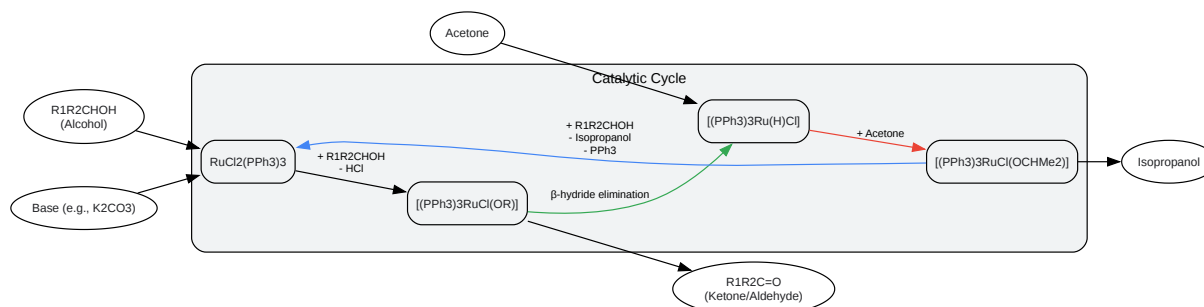 Acetone
Catalytic Cycle
R1R2CHOH
(Alcohol)
[(PPh3)3Ru(H)Cl]
+ R1R2CHOH
- Isopropanol
- PPh3
+ Acetone
RuCl2(PPh3)3
+ R1R2CHOH
- HCl
[(PPh3)3RuCl(OCHMe2)]
Isopropanol
β-hydride elimination
Base (e.g., K2CO3)
[(PPh3)3RuCl(OR)]
R1R2C=O
(Ketone/Aldehyde)